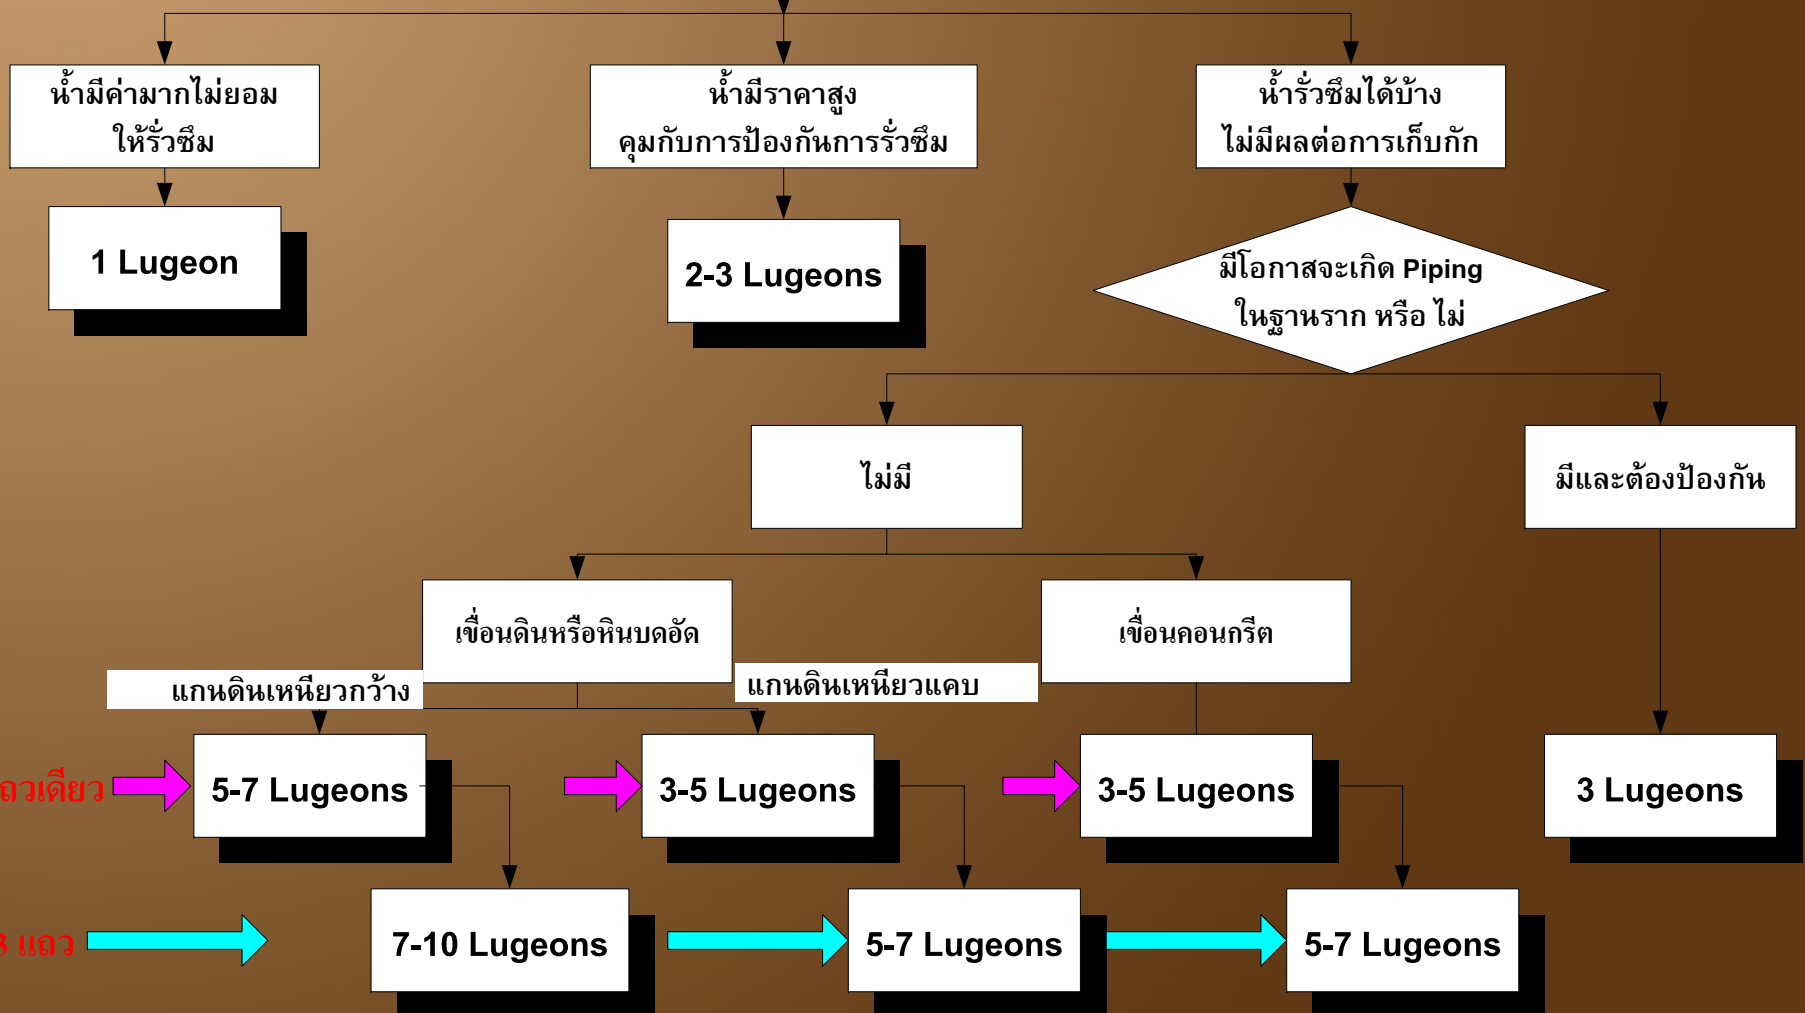 น้ำมีค่ามากไม่ยอม
ให้รั่วซึม
น้ำมีราคาสูง
คุมกับการป้องกันการรั่วซึม
น้ำรั่วซึมได้บ้าง
ไม่มีผลต่อการเก็บกัก
1 Lugeon
2-3 Lugeons
มีโอกาสจะเกิด Piping
ในฐานราก หรือ ไม่
ไม่มี
มีและต้องป้องกัน
เขื่อนดินหรือหินบดอัด
เขื่อนคอนกรีต
แกนดินเหนียวกว้าง
แกนดินเหนียวแคบ
ถวเดียว
5-7 Lugeons
3-5 Lugeons
3-5 Lugeons
3 Lugeons
3 แถว
7-10 Lugeons
5-7 Lugeons
5-7 Lugeons